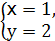 x = 1,
y = 2